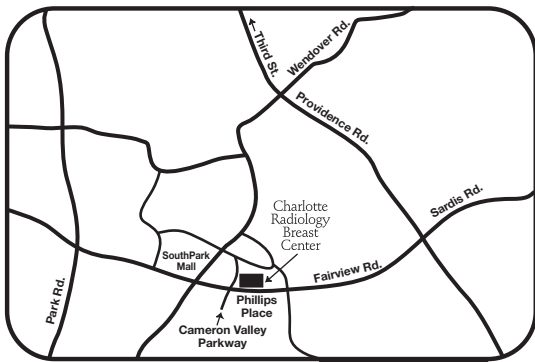 Third St.
Wendover Rd.
Providence Rd.
Charlotte
Radiology
Breast
Center
Sardis Rd.
SouthPark
Mall
Fairview Rd.
Park Rd.
Phillips
Place
Cameron Valley
Parkway